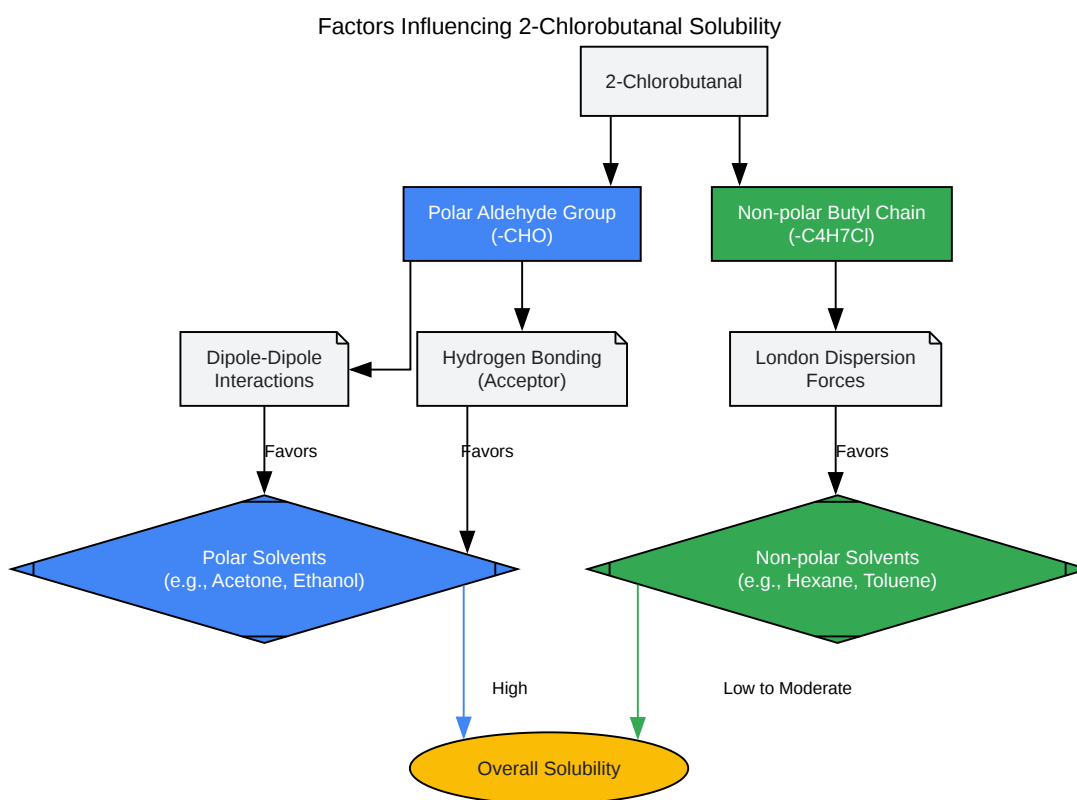 Factors Influencing 2-Chlorobutanal Solubility
2-Chlorobutanal
Polar Aldehyde Group
(-CHO)
Non-polar Butyl Chain
(-C4H7Cl)
Dipole-Dipole
Interactions
Hydrogen Bonding
(Acceptor)
London Dispersion
Forces
Favors
Favors
Favors
Polar Solvents
(e.g., Acetone, Ethanol)
Non-polar Solvents
(e.g., Hexane, Toluene)
High
Low to Moderate
Overall Solubility